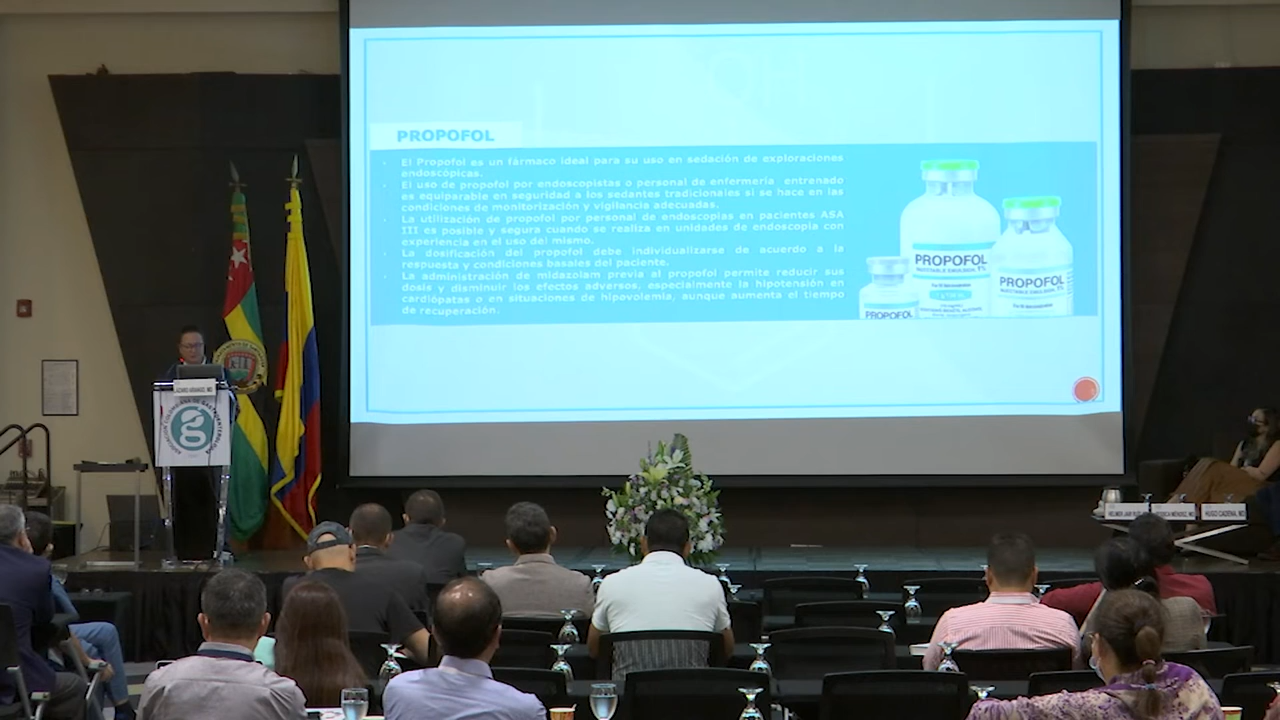 PROPOFOL
El Propofol es un fármaco ideal para su uso en sedación de exploraciones
endoscópicas.
El uso de propofol por endoscopistas o personal de enfermería entrenado
es equiparable en seguridad a los sedantes tradicionales si se hace en las
condiciones de monitorización y vigilancia adecuadas.
La utilización de propofol por personal de endoscopias en pacientes ASA
III es posible y segura cuando se realiza en unidades de endoscopia con
experiencia en el uso del mismo.
La dosificación del propofol debe individualizarse de acuerdo a la
respuesta y condiciones basales del paciente.
La administración de midazolam previa al propofol permite reducir sus
dosis y disminuir los efectos adversos, especialmente la hipotensión en
cardiópatas o en situaciones de hipovolemia, aunque aumenta el tiempo
de recuperación.
PROPOFOL
PROPOFOL
PROPOFOL
HUGO CADENA, MD